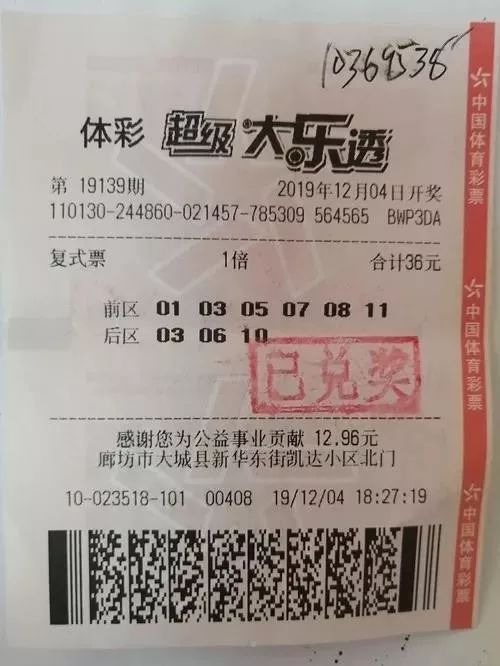 10369538
体彩 超级大乐透
第 19139期 2019年12月04日开奖
110130-244860-021457-785309 564565 BWP3DA
复式票 1倍 合计36元
前区 01 03 05 07 08 11
后区 03 06 10
已兑奖
感谢您为公益事业贡献 12.96元
廊坊市大城县新华东街凯达小区北门
10-023518-101 00408 19/12/04 18:27:19
中国体育彩票
中国体育彩票
中国体育彩票